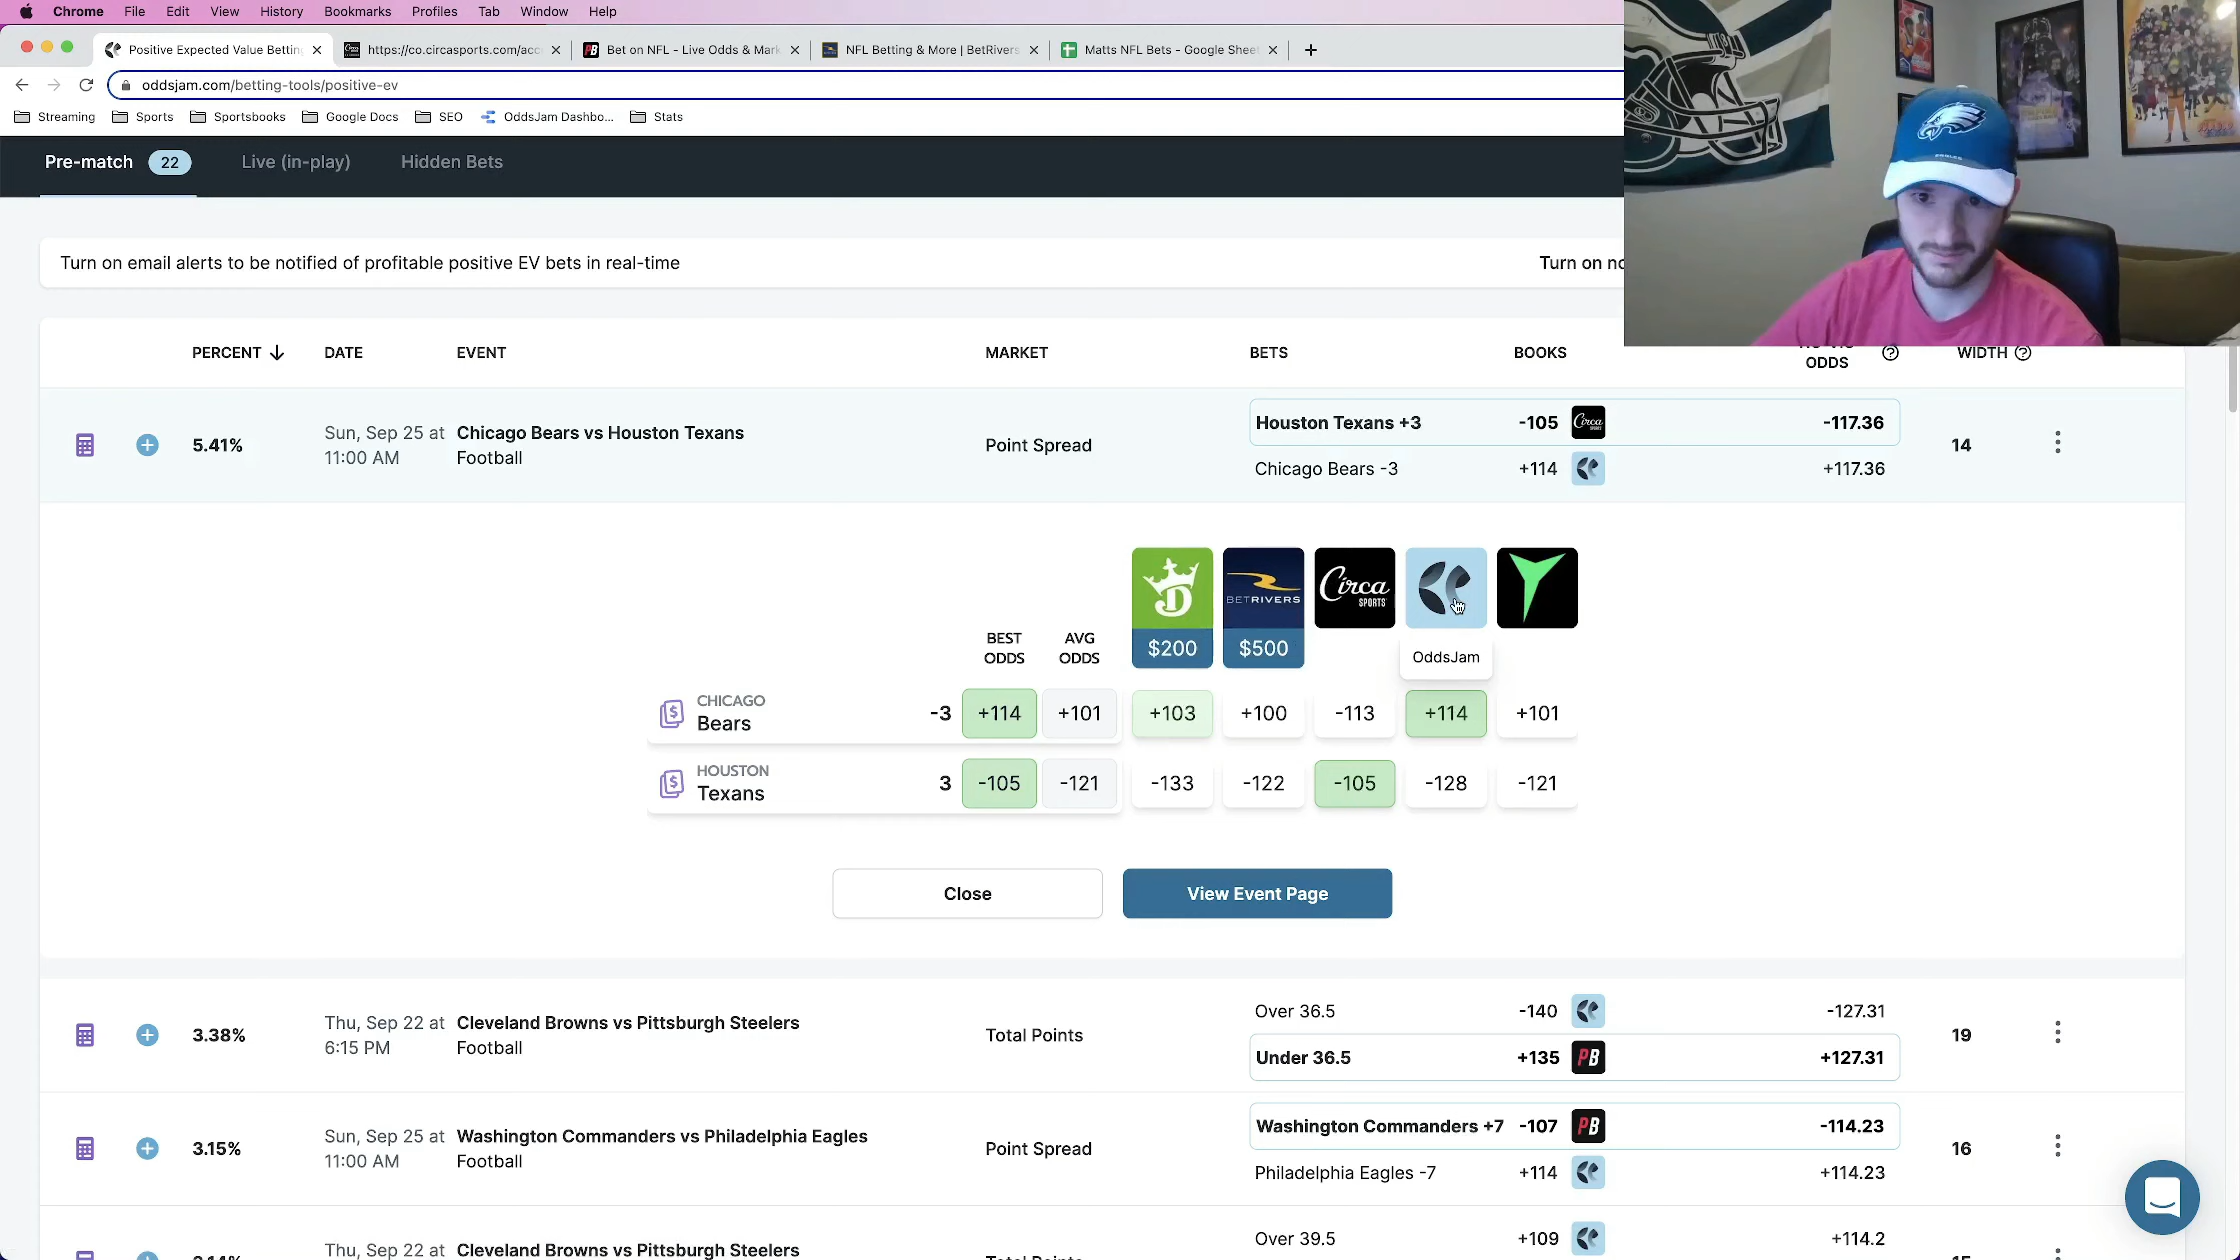 Chrome File Edit View History Bookmarks Profiles Tab Window Help
Positive Expected Value Betting https://co.circasports.com/acc PB Bet on NFL - Live Odds & Mark NFL Betting & More | BetRivers Matts NFL Bets - Google Sheet
oddsjam.com/betting-tools/positive-ev
Streaming Sports Sportsbooks Google Docs SEO OddsJam Dashbo... Stats
Pre-match 22 Live (in-play) Hidden Bets
Turn on email alerts to be notified of profitable positive EV bets in real-time Turn on no
PERCENT DATE EVENT MARKET BETS BOOKS ODDS WIDTH
5.41% Sun, Sep 25 at 11:00 AM Chicago Bears vs Houston Texans Football Point Spread 14
Houston Texans +3 -105 Circa SPORTS -117.36
Chicago Bears -3 +114 +117.36
BETRIVERS Circa SPORTS
BEST ODDS AVG ODDS $200 $500 OddsJam
CHICAGO Bears -3 +114 +101 +103 +100 -113 +114 +101
HOUSTON Texans 3 -105 -121 -133 -122 -105 -128 -121
Close View Event Page
3.38% Thu, Sep 22 at 6:15 PM Cleveland Browns vs Pittsburgh Steelers Football Total Points 19
Over 36.5 -140 -127.31
Under 36.5 +135 PB +127.31
3.15% Sun, Sep 25 at 11:00 AM Washington Commanders vs Philadelphia Eagles Football Point Spread 16
Washington Commanders +7 -107 PB -114.23
Philadelphia Eagles -7 +114 +114.23
Thu, Sep 22 at Cleveland Browns vs Pittsburgh Steelers
Over 39.5 +109 +114.2